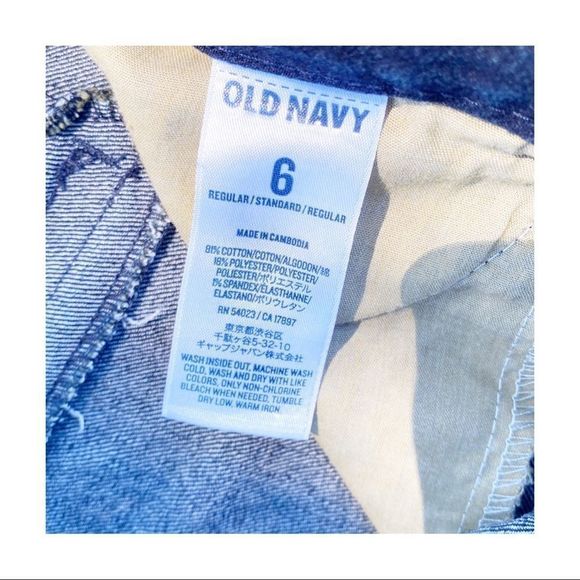 OLD NAVY
6
REGULAR/STANDARD/REGULAR
MADE IN CAMBODIA
81% COTTON/COTON/ALGODON/綿
18% POLYESTER/POLYESTER/
POLIESTER/ポリエステル
1% SPANDEX/ÉLASTHANNE/
ELASTANO/ポリウレタン
RN 54023/CA 17897
東京都渋谷区
千駄ヶ谷5-32-10
ギャップジャパン株式会社
WASH INSIDE OUT. MACHINE WASH
COLD, WASH AND DRY WITH LIKE
COLORS, ONLY NON-CHLORINE
BLEACH WHEN NEEDED, TUMBLE
DRY LOW. WARM IRON